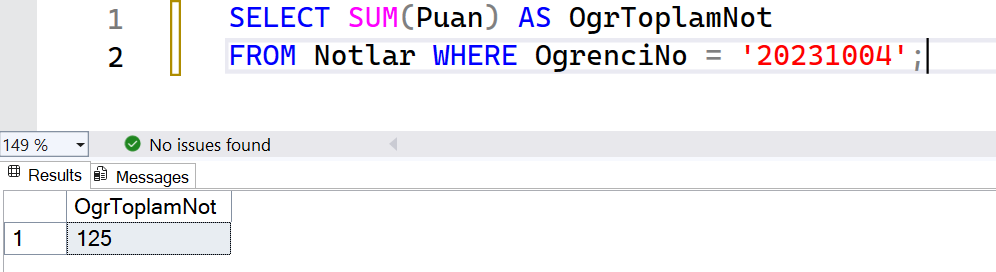 1 SELECT SUM(Puan) AS OgrToplamNot
2 FROM Notlar WHERE OgrenciNo = '20231004';
149 % No issues found
Results Messages
OgrToplamNot
1 125